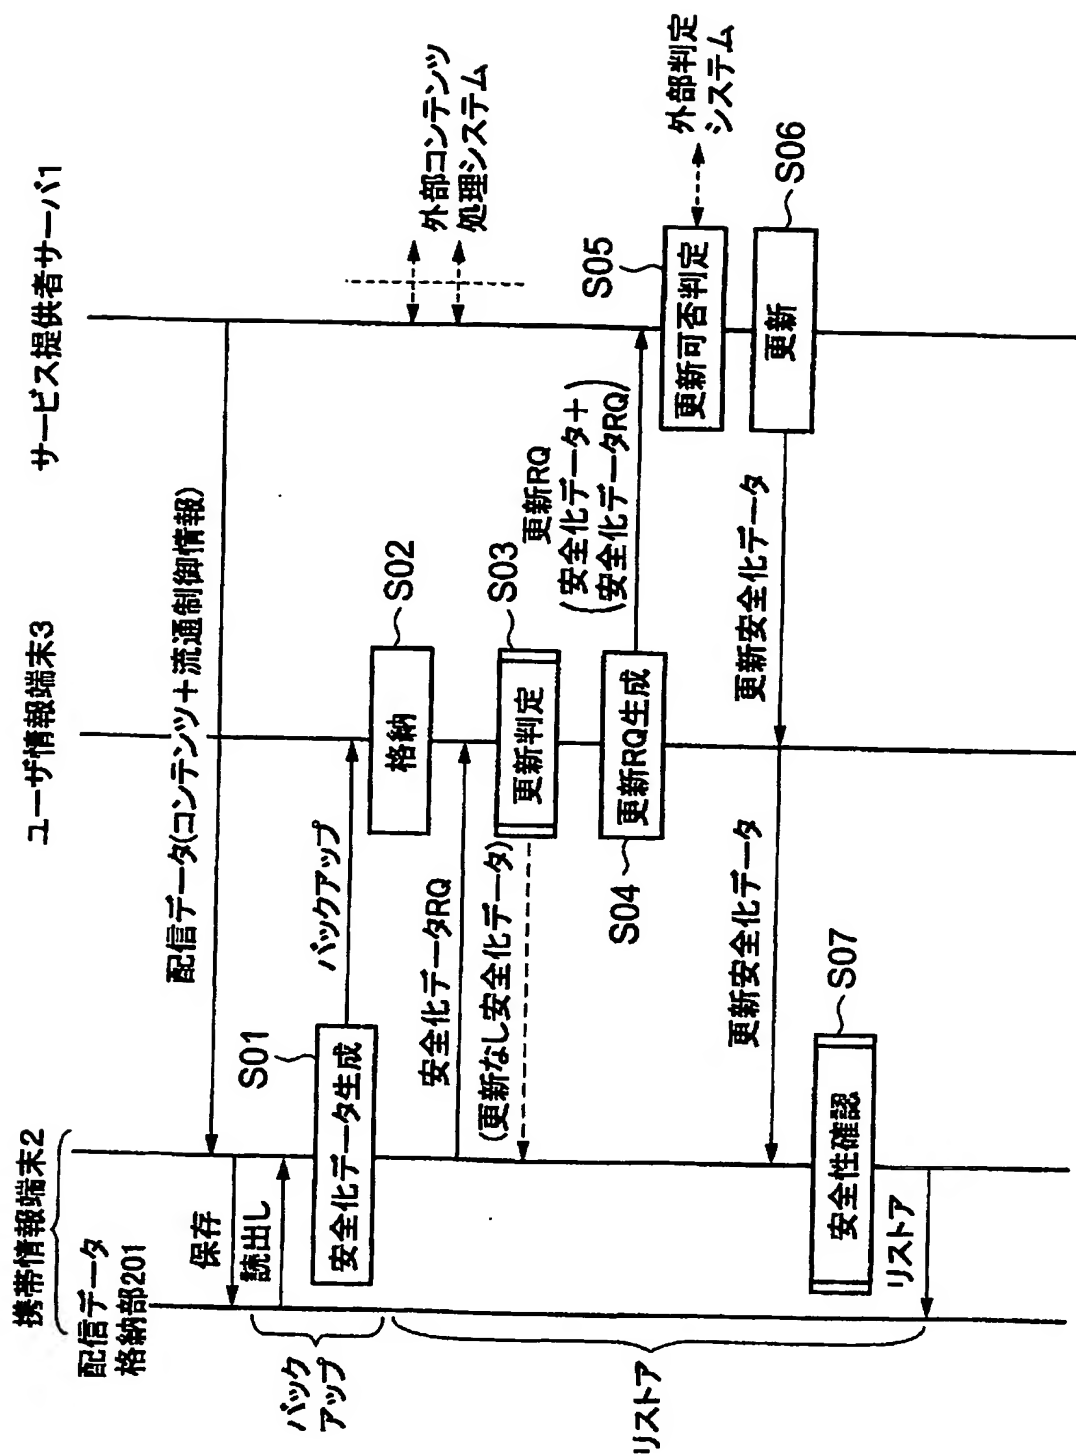 携帯情報端末2
配信データ
格納部201
ユーザ情報端末3
サービス提供者サーバ1
配信データ(コンテンツ+流通制御情報)
保存
読出し
バック
アップ
安全化データ生成
S01
バックアップ
格納
S02
外部コンテンツ
処理システム
リストア
安全化データRQ
更新判定
S03
(更新なし安全化データ)
更新RQ生成
S04
更新RQ
(安全化データ+
安全化データRQ)
更新可否判定
S05
外部判定
システム
更新
S06
更新安全化データ
更新安全化データ
安全性確認
S07
リストア